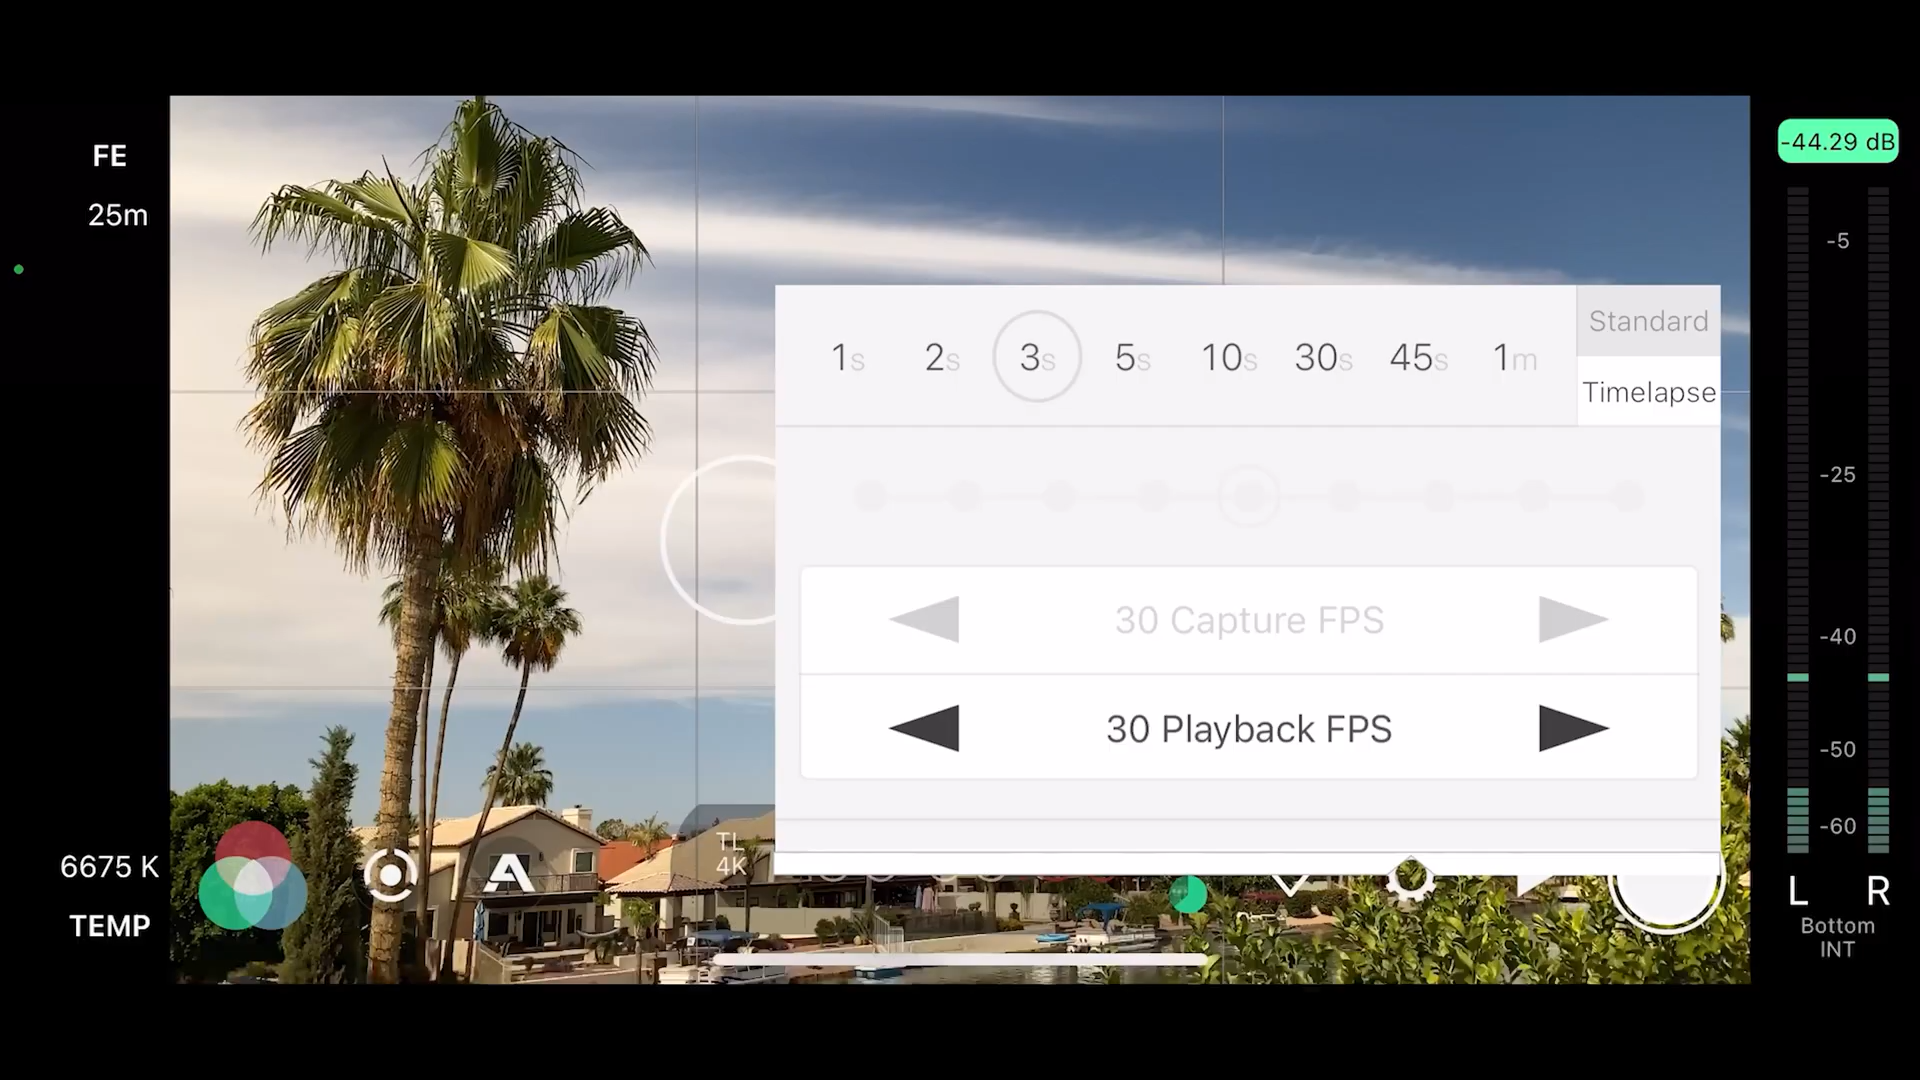 FE
25m
-44.29 dB
-5
-25
-40
-50
-60
L R
Bottom
INT
1s 2s 3s 5s 10s 30s 45s 1m
Standard
Timelapse
30 Capture FPS
30 Playback FPS
TL
4K
6675 K
TEMP